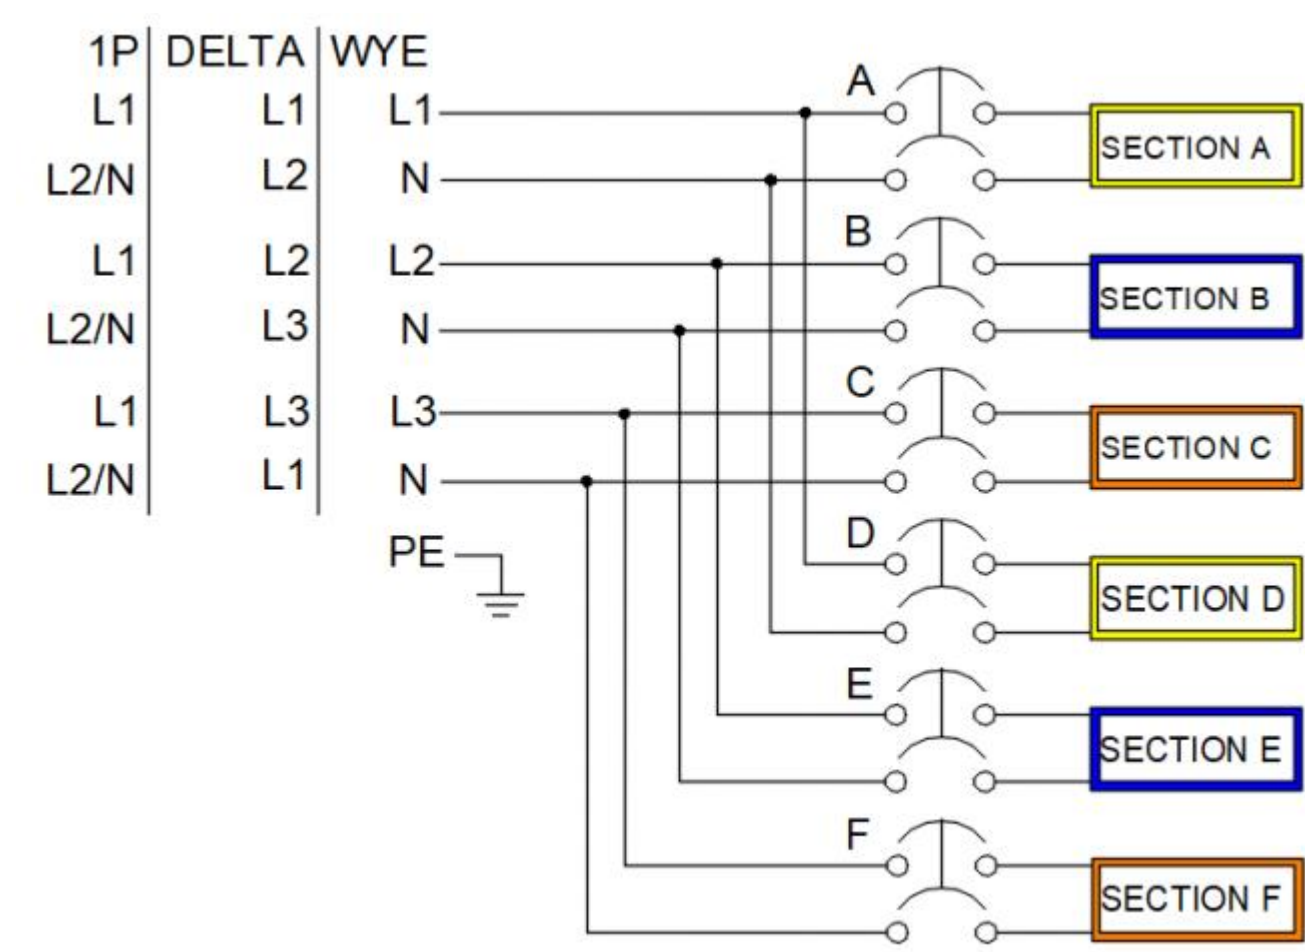 1P DELTA WYE
L1 L1 L1
A
L2/N L2 N
SECTION A
B
L1 L2 L2
L2/N L3 N
SECTION B
C
L1 L3 L3
L2/N L1 N
SECTION C
PE
D
SECTION D
E
SECTION E
F
SECTION F